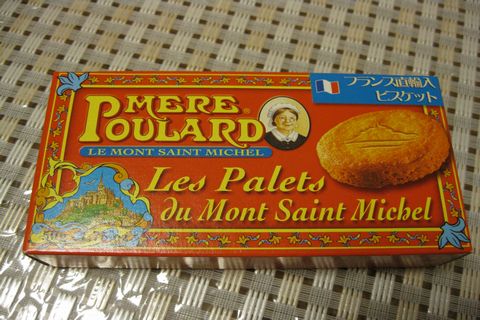 MERE
POULARD®
LE MONT SAINT MICHEL
フランス直輸入
ビスケット
Les Palets
du Mont Saint Michel